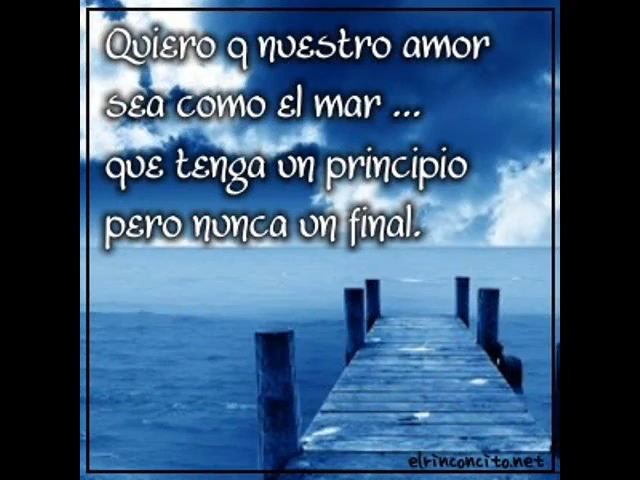 Quiero q nuestro amor
sea como el mar ...
que tenga un principio
pero nunca un final.
elrinconcito.net